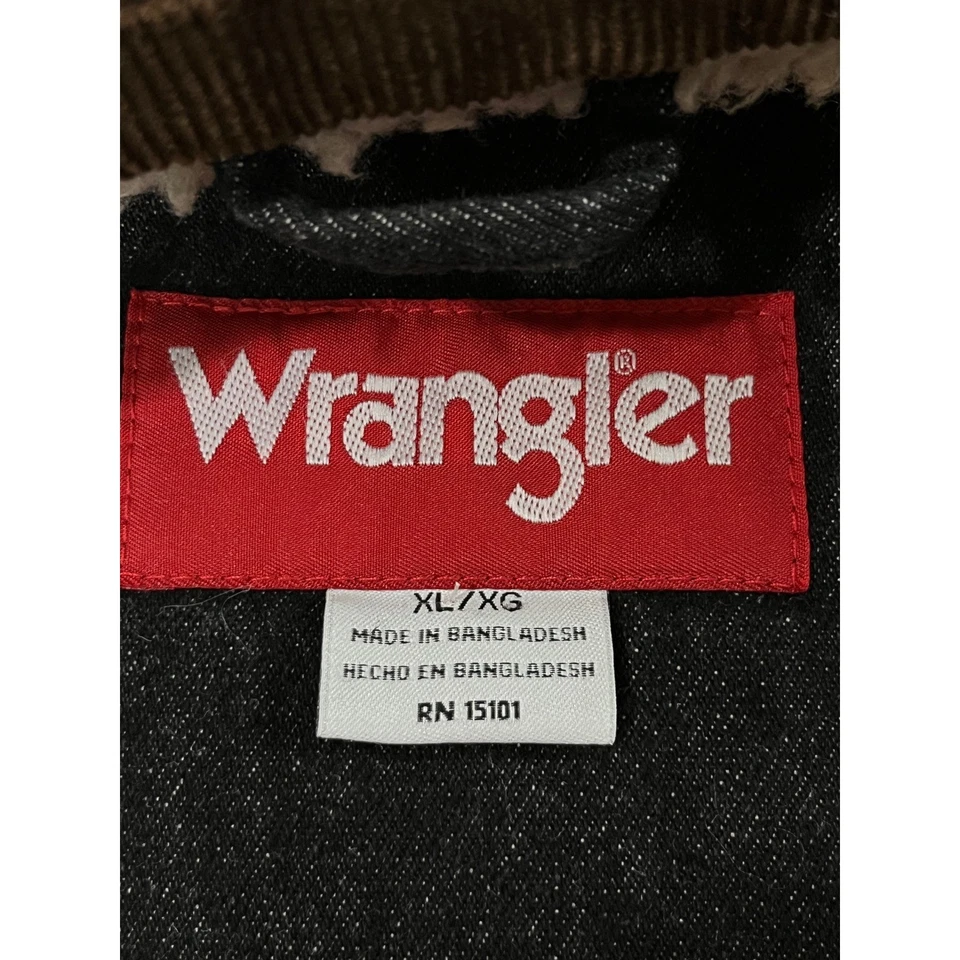 Wrangler®
XL/XG
MADE IN BANGLADESH
HECHO EN BANGLADESH
RN 15101